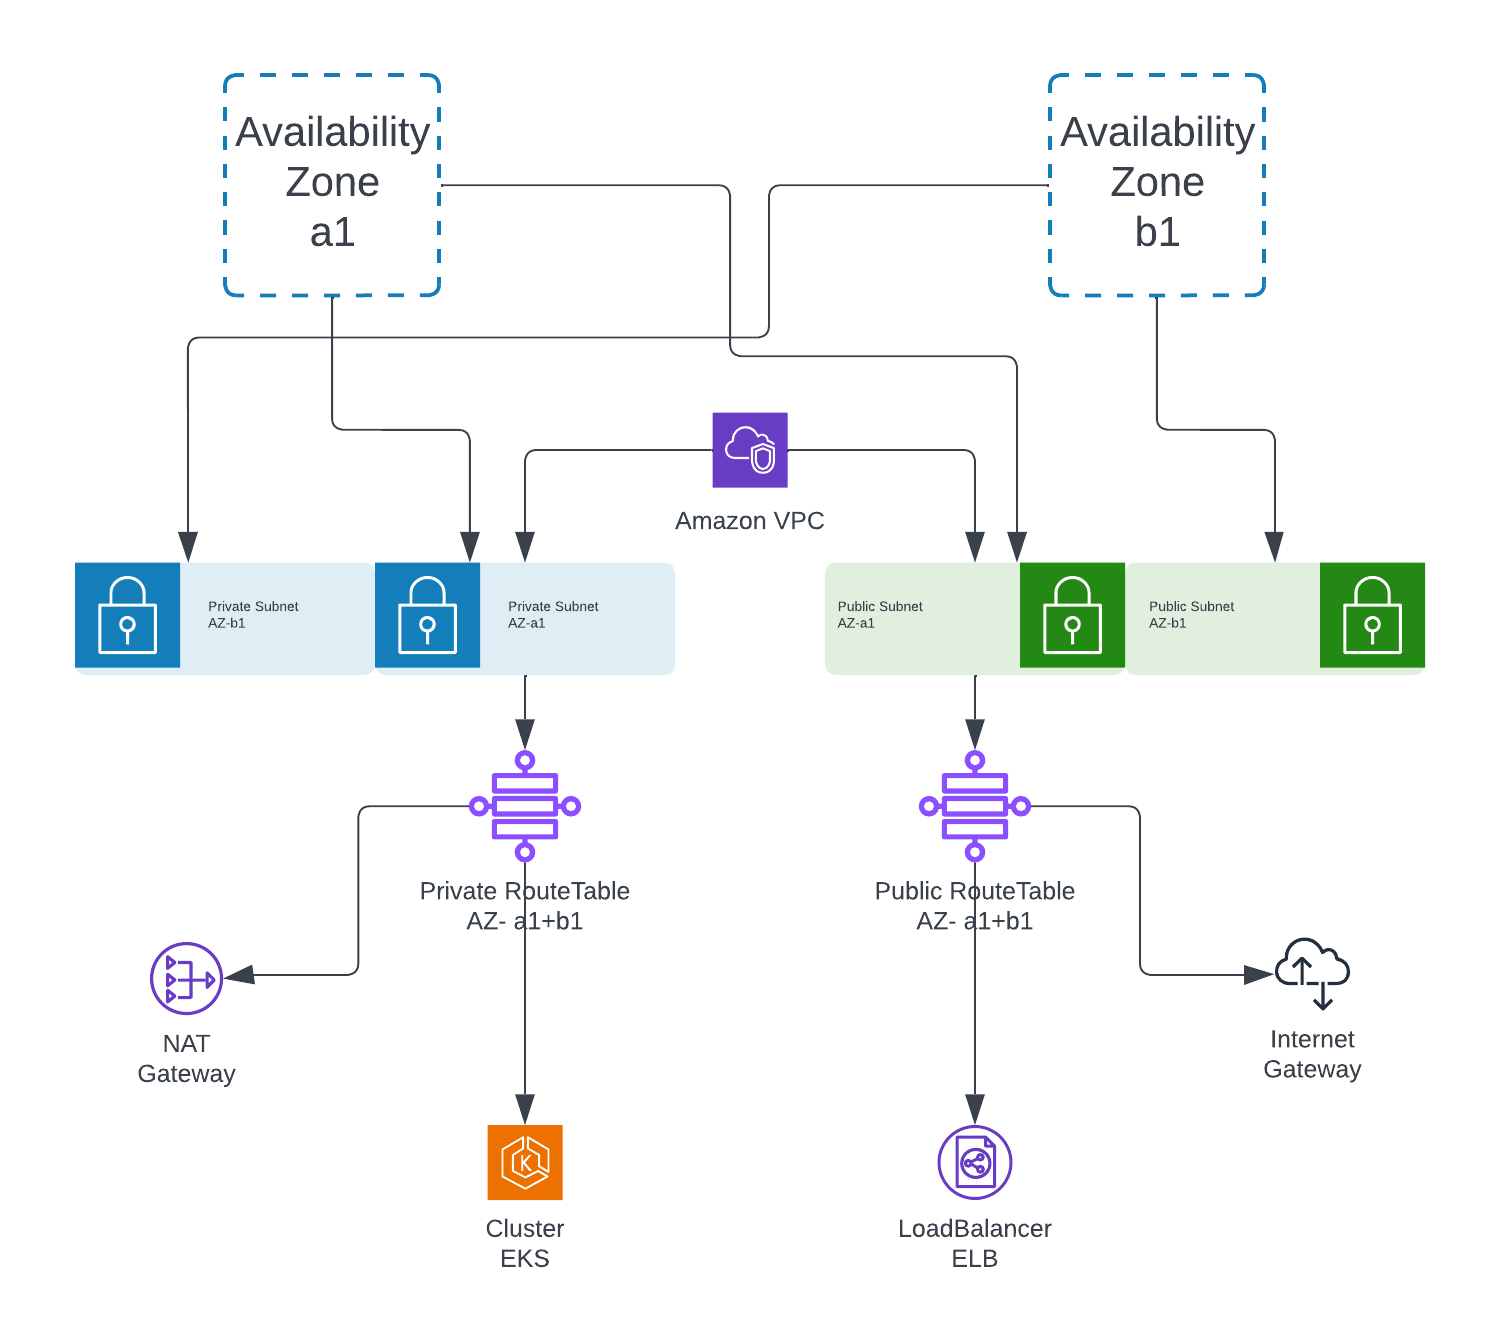 Availability
Zone
a1
Availability
Zone
b1
Amazon VPC
Private Subnet
AZ-b1
Private Subnet
AZ-a1
Public Subnet
AZ-a1
Public Subnet
AZ-b1
Private RouteTable
AZ- a1+b1
Public RouteTable
AZ- a1+b1
NAT
Gateway
Internet
Gateway
K
Cluster
EKS
LoadBalancer
ELB